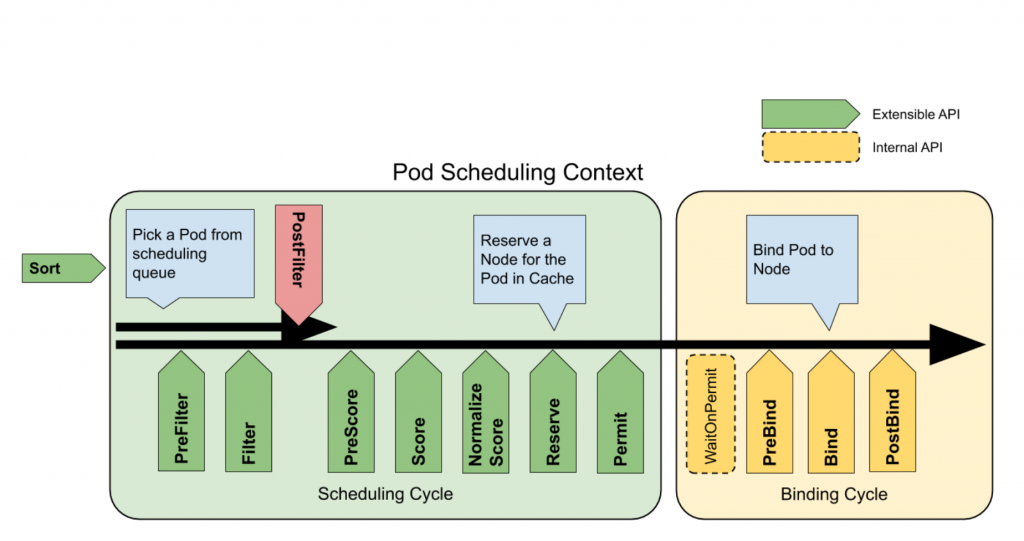 Extensible API
Internal API
Pod Scheduling Context
Pick a Pod from
scheduling
queue
PostFilter
Reserve a
Node for the
Pod in Cache
Bind Pod to
Node
Sort
PreFilter
Filter
PreScore
Score
Normalize
Score
Reserve
Permit
WaitOnPermit
PreBind
Bind
PostBind
Scheduling Cycle
Binding Cycle